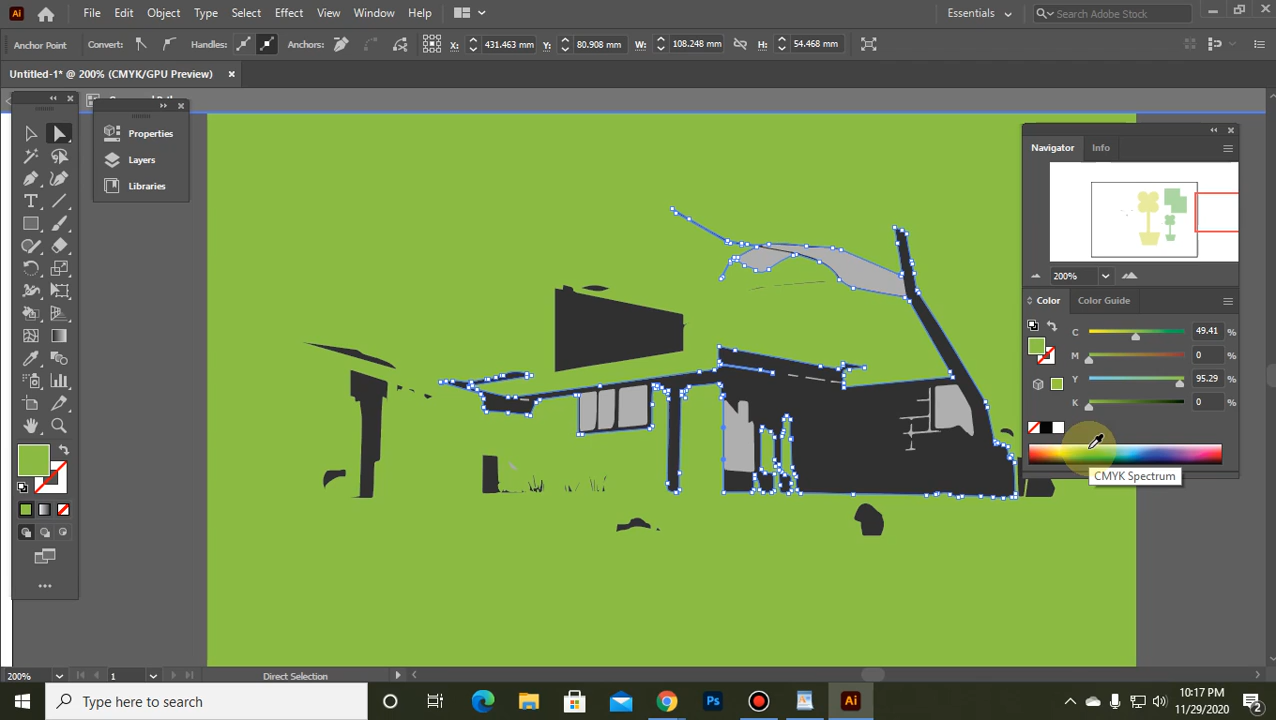 Ai File Edit Object Type Select Effect View Window Help Essentials Search Adobe Stock
Anchor Point Convert: Handles: Anchors: X: 431.463 mm Y: 80.908 mm W: 108.248 mm H: 54.468 mm
Untitled-1* @ 200% (CMYK/GPU Preview) ×
Properties
Layers
Libraries
Navigator Info
200%
Color Color Guide
C 49.41 %
M 0 %
Y 95.29 %
K 0 %
CMYK Spectrum
T
200% 1 Direct Selection
Type here to search
Ps Ai
10:17 PM
11/29/2020
2